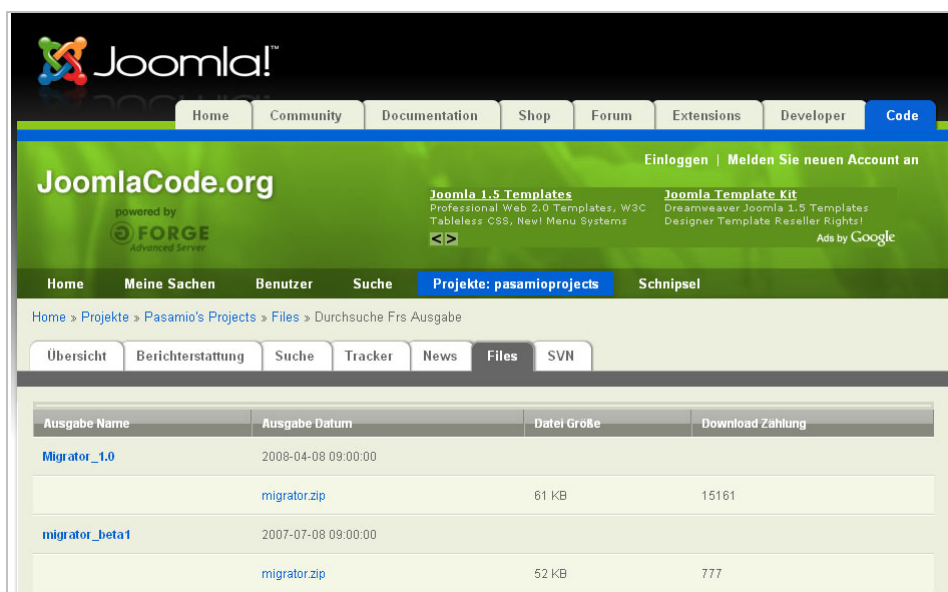 Joomla!™
Home Community Documentation Shop Forum Extensions Developer Code
Einloggen | Melden Sie neuen Account an
JoomlaCode.org
powered by
GFORGE
Advanced Server
Joomla 1.5 Templates
Professional Web 2.0 Templates, W3C
Tableless CSS, New! Menu Systems
Joomla Template Kit
Dreamweaver Joomla 1.5 Templates
Designer Template Reseller Rights!
< > Ads by Google
Home Meine Sachen Benutzer Suche Projekte: pasamioprojects Schnipsel
Home » Projekte » Pasamio's Projects » Files » Durchsuche Frs Ausgabe
Übersicht Berichterstattung Suche Tracker News Files SVN
Ausgabe Name Ausgabe Datum Datei Größe Download Zählung
Migrator_1.0 2008-04-08 09:00:00
migrator.zip 61 KB 15161
migrator_beta1 2007-07-08 09:00:00
migrator.zip 52 KB 777